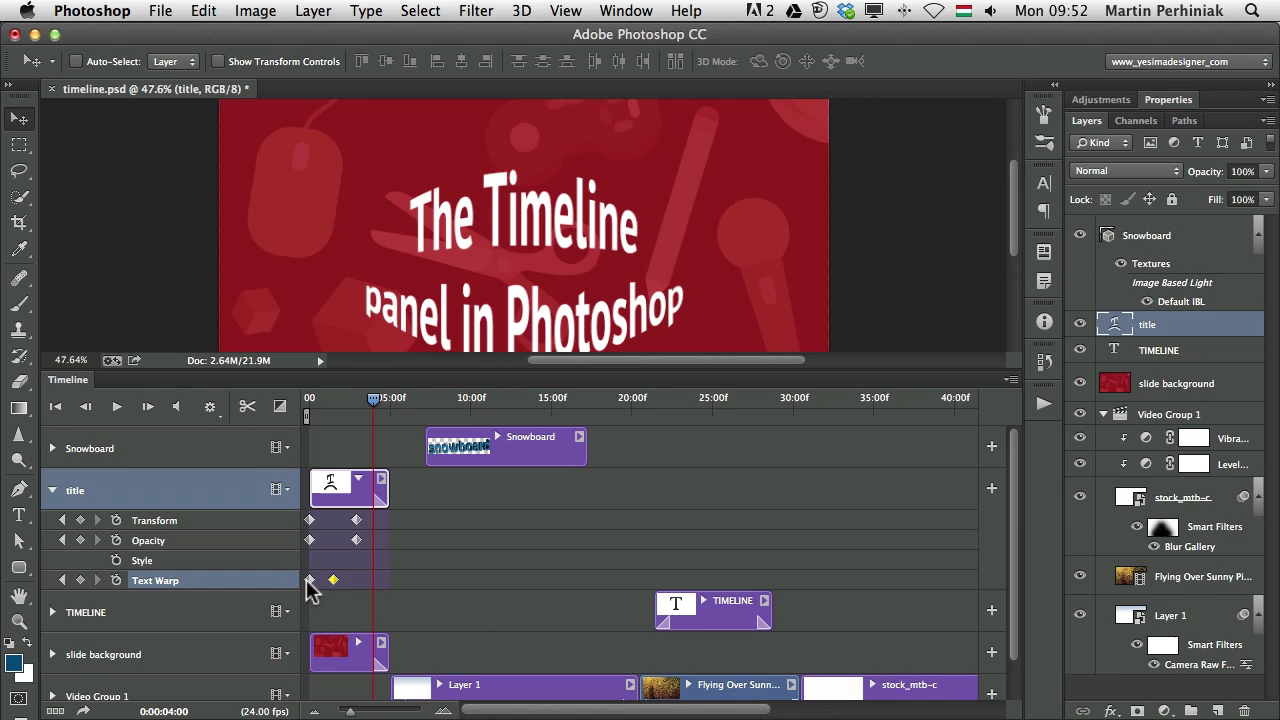 Photoshop File Edit Image Layer Type Select Filter 3D View Window Help 2 Mon 09:52 Martin Perhiniak
Adobe Photoshop CC
Auto-Select: Layer Show Transform Controls 3D Mode: www_yesimadesigner_com
timeline.psd @ 47.6% (title, RGB/8) *
Adjustments Properties
Layers Channels Paths
Kind
Normal Opacity: 100%
Lock: Fill: 100%
Snowboard
Textures
Image Based Light
Default IBL
title
TIMELINE
slide background
Video Group 1
Vibra...
Level...
stock_mtb-c
Smart Filters
Blur Gallery
Flying Over Sunny Pi...
Layer 1
Smart Filters
Camera Raw F...
The Timeline
panel in Photoshop
47.64% Doc: 2.64M/21.9M
Timeline
00 05:00f 10:00f 15:00f 20:00f 25:00f 30:00f 35:00f 40:00f
Snowboard Snowboard
title
Transform
Opacity
Style
Text Warp
TIMELINE TIMELINE
slide background
Video Group 1 Layer 1 Flying Over Sunn... stock_mtb-c
0:00:04:00 (24.00 fps)